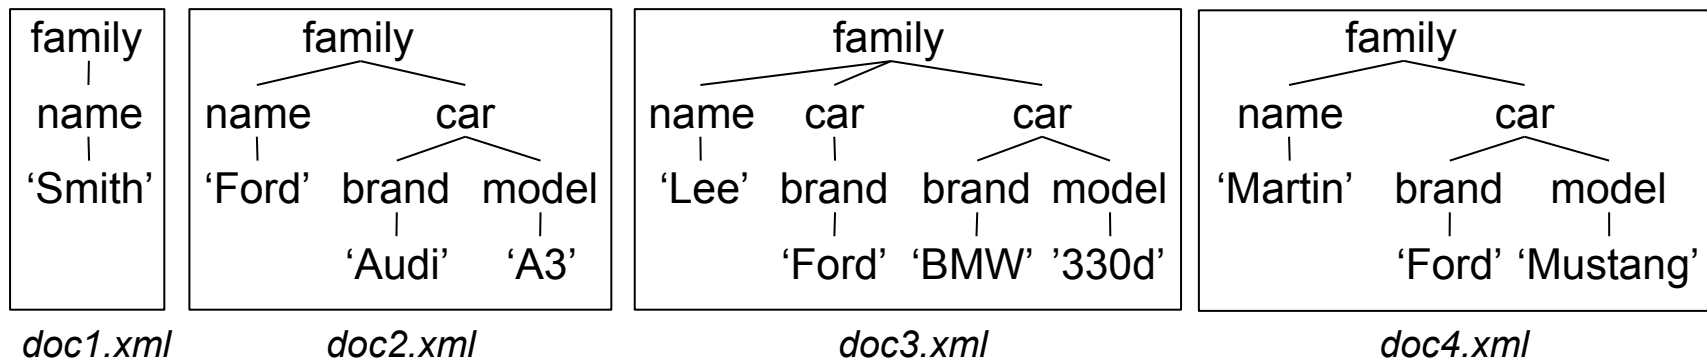 family family family family
name name car name car car name car
‘Smith’ ‘Ford’ brand model ‘Lee’ brand brand model ‘Martin’ brand model
‘Audi’ ‘A3’ ‘Ford’ ‘BMW’ ’330d’ ‘Ford’ ‘Mustang’
doc1.xml doc2.xml doc3.xml doc4.xml